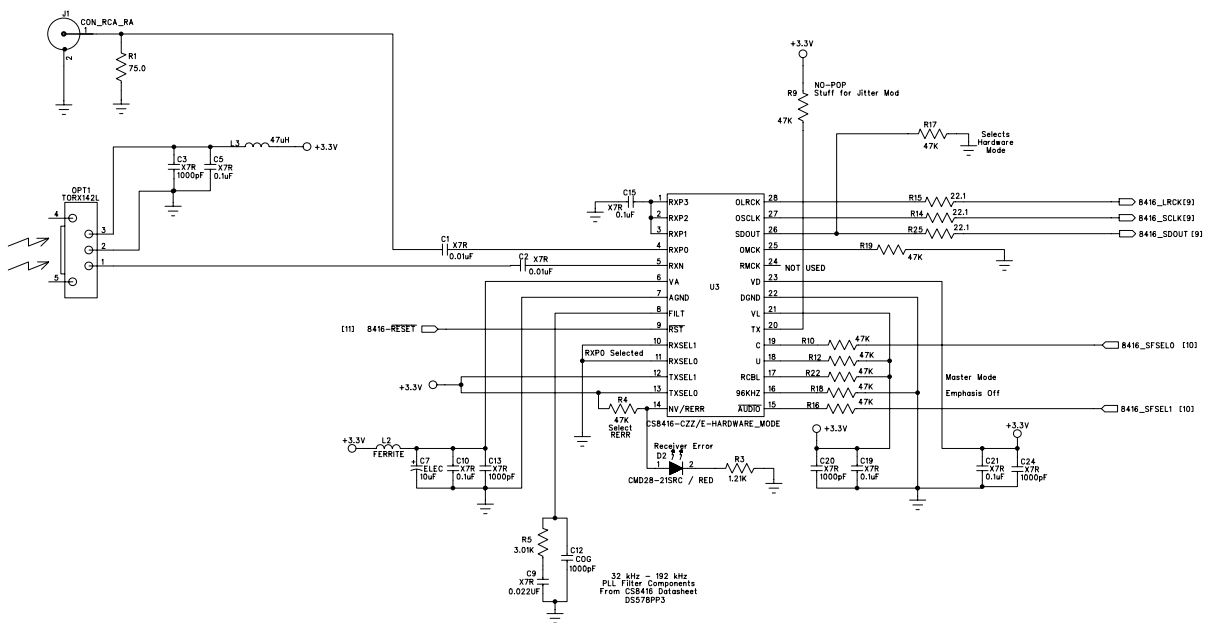 J1
CON_RCA_RA
1
2
R1
75.0
L3
47uH
+3.3V
C3
X7R
1000pF
C5
X7R
0.1uF
OPT1
TORX142L
4
3
2
1
5
C1
X7R
0.01uF
C2
X7R
0.01uF
C15
X7R
0.1uF
+3.3V
NO-POP
Stuff for Jitter Mod
R9
47K
R17
47K
Selects
Hardware
Mode
1 RXP3
2 RXP2
3 RXP1
4 RXP0
5 RXN
6 VA
7 AGND
8 FILT
9 RST
10 RXSEL1
11 RXSEL0
12 TXSEL1
13 TXSEL0
14 NV/RERR
U3
OLRCK 28
OSCLK 27
SDOUT 26
OMCK 25
RMCK 24
VD 23
DGND 22
VL 21
TX 20
C 19
U 18
RCBL 17
96KHZ 16
AUDIO 15
CS8416-CZZ/E-HARDWARE_MODE
R15 22.1
8416_LRCK[9]
R14 22.1
8416_SCLK[9]
R25 22.1
8416_SDOUT [9]
R19
47K
NOT USED
[11] 8416-RESET
RXP0 Selected
+3.3V
R4
47K
Select
RERR
R10 47K
8416_SFSEL0 [10]
R12 47K
R22 47K
Master Mode
R18 47K
Emphasis Off
R16 47K
8416_SFSEL1 [10]
+3.3V
L2
FERRITE
C7
ELEC
10uF
C10
X7R
0.1uF
C13
X7R
1000pF
Receiver Error
D2
1
2
CMD28-21SRC / RED
R3
1.21K
+3.3V
C20
X7R
1000pF
C19
X7R
0.1uF
+3.3V
C21
X7R
0.1uF
C24
X7R
1000pF
R5
3.01K
C9
X7R
0.022UF
C12
COG
1000pF
32 kHz - 192 kHz
PLL Filter Components
From CS8416 Datasheet
DS578PP3